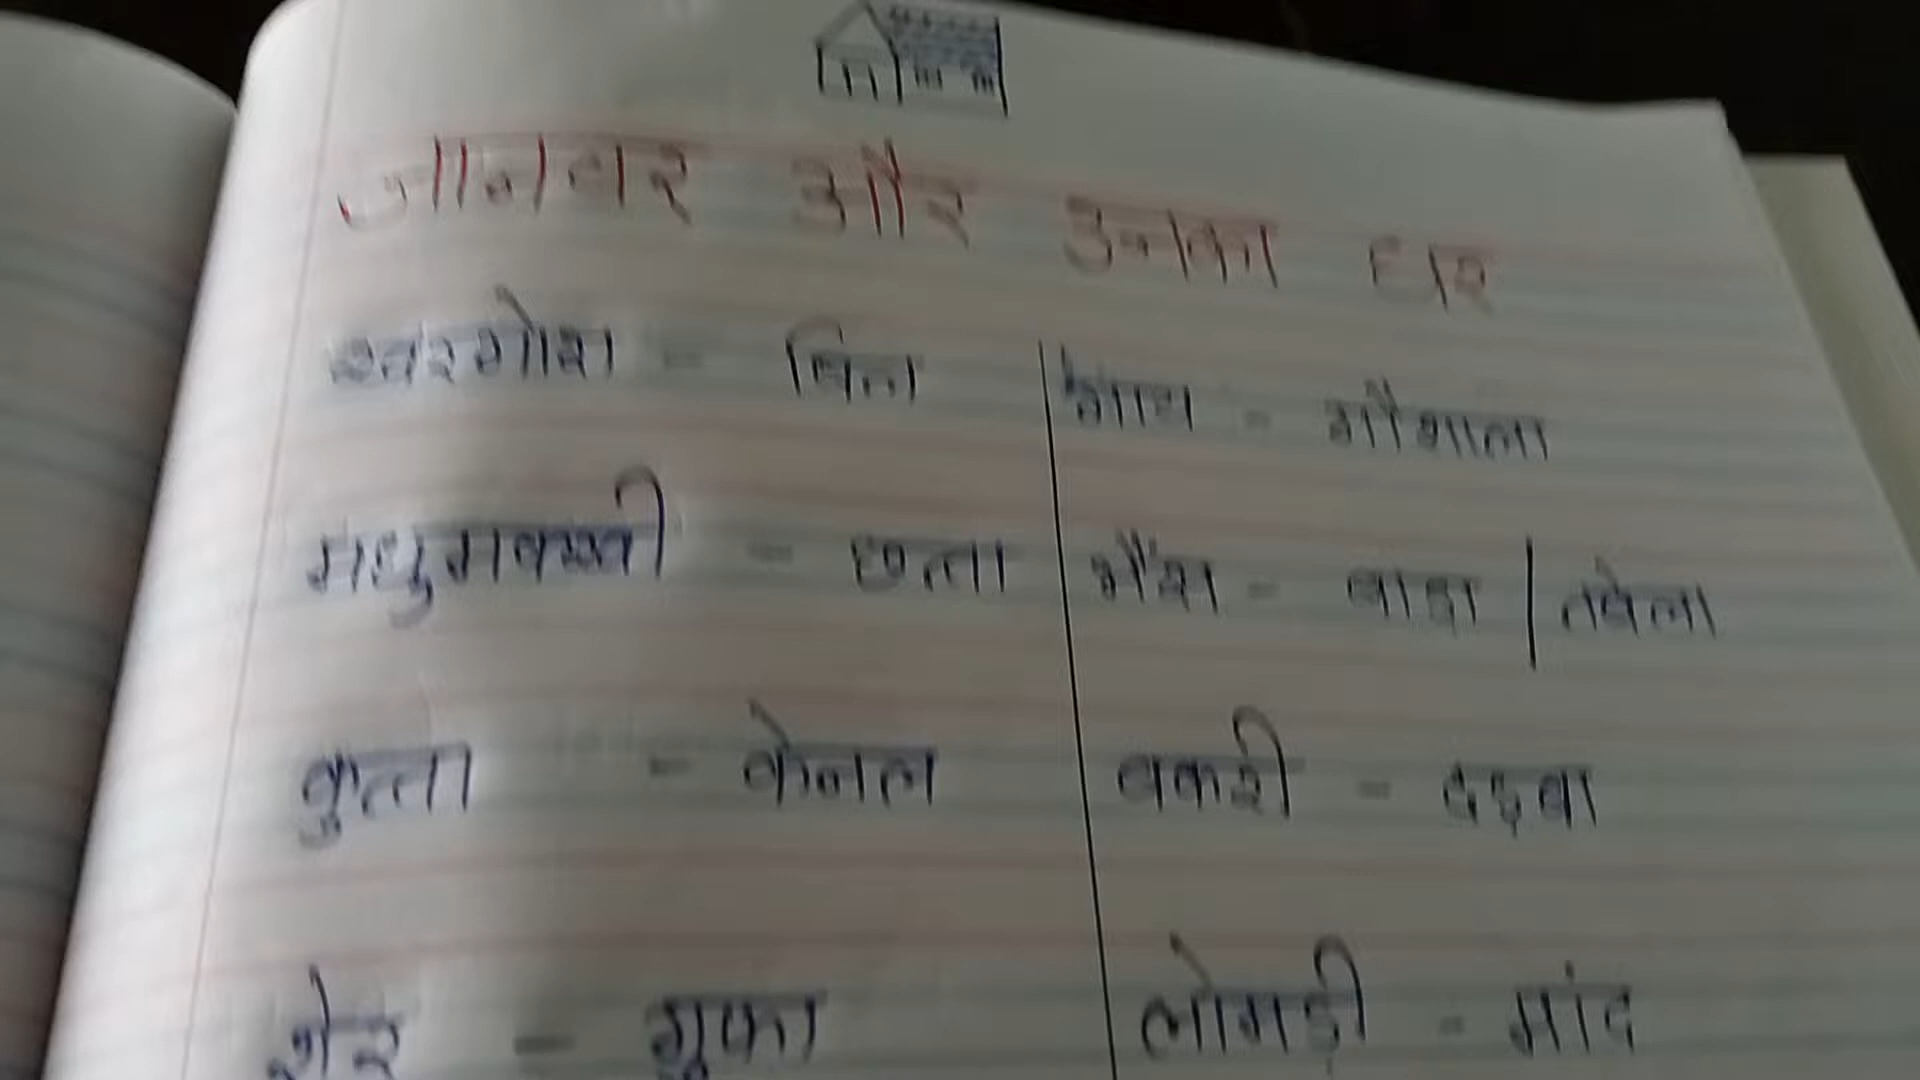 जानवर और उनका घर
खरगोश - बिल
गाय - गौशाला
मधुमक्खी - छत्ता
भैंस - बाडा | तबेला
कुत्ता - केनल
बकरी - दड़बा
शेर - गुफा
लोमड़ी - मांद